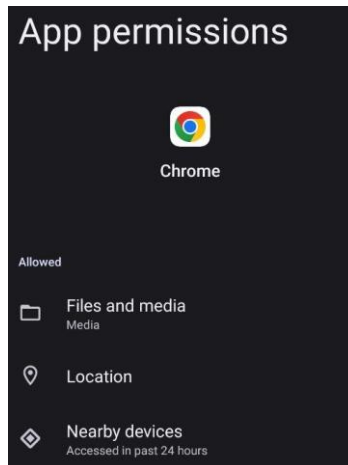 App permissions
Chrome
Allowed
Files and media
Media
Location
Nearby devices
Accessed in past 24 hours